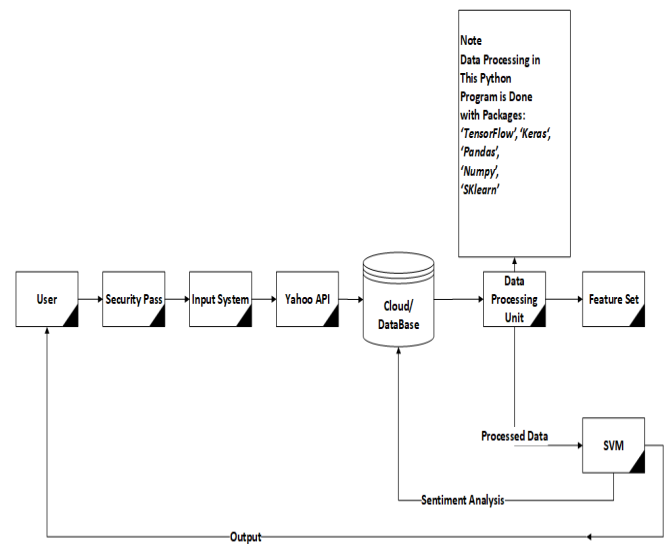 Note
Data Processing in
This Python
Program is Done
with Packages:
‘TensorFlow’, ‘Keras’,
‘Pandas’,
‘Numpy’,
‘SKlearn’
User
Security Pass
Input System
Yahoo API
Cloud/
DataBase
Data
Processing
Unit
Feature Set
Processed Data
SVM
Sentiment Analysis
Output